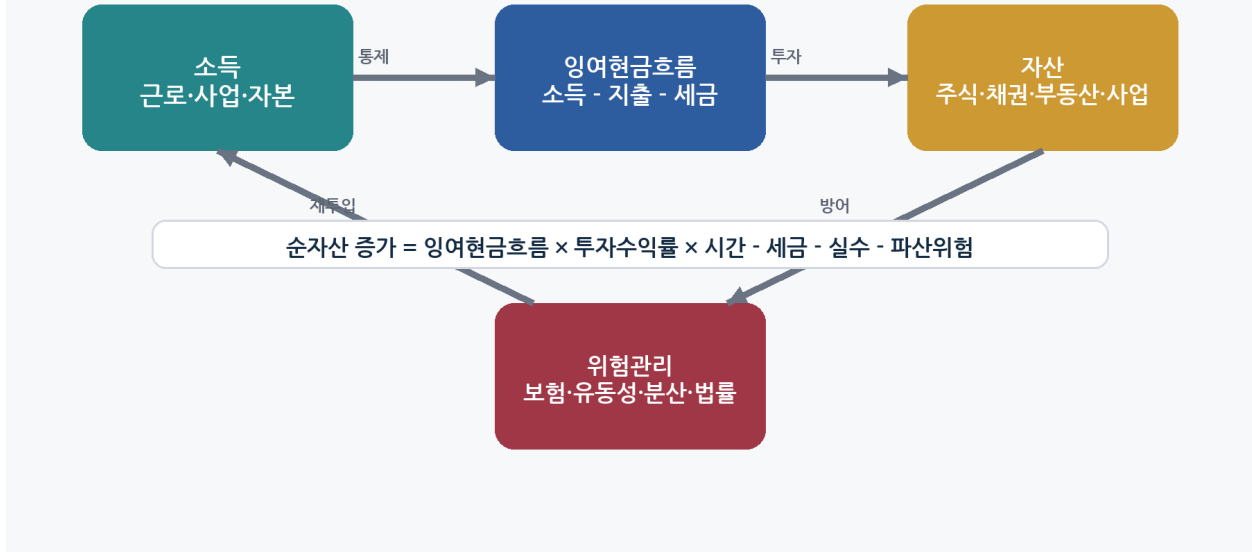 소득
근로·사업·자본
통제
잉여현금흐름
소득 - 지출 - 세금
투자
자산
주식·채권·부동산·사업
재투입
방어
순자산 증가 = 잉여현금흐름 × 투자수익률 × 시간 - 세금 - 실수 - 파산위험
위험관리
보험·유동성·분산·법률